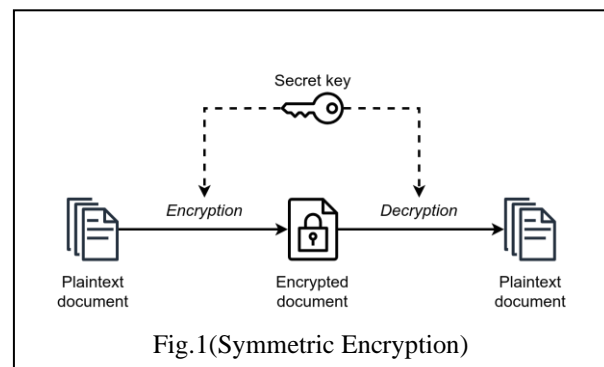 Secret key
Encryption
Decryption
Plaintext
document
Encrypted
document
Plaintext
document
Fig.1(Symmetric Encryption)